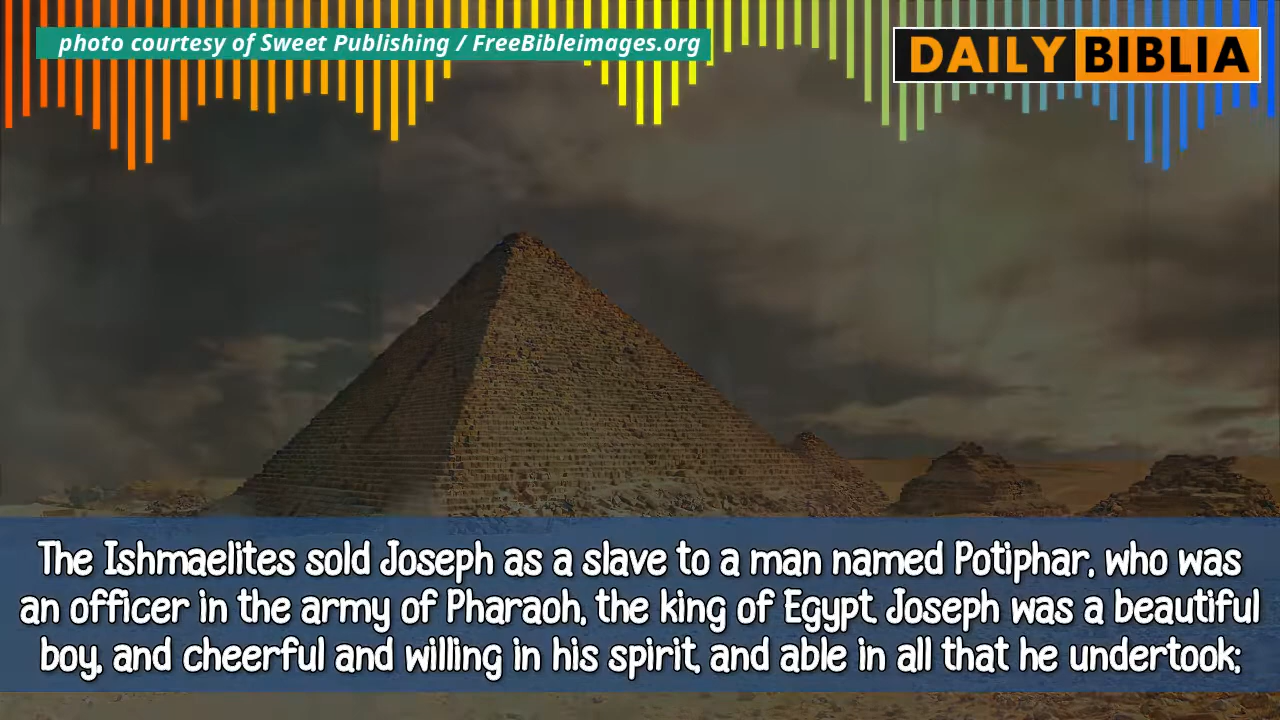 photo courtesy of Sweet Publishing / FreeBibleimages.org
DAILY BIBLIA
The Ishmaelites sold Joseph as a slave to a man named Potiphar, who was
an officer in the army of Pharaoh, the king of Egypt. Joseph was a beautiful
boy, and cheerful and willing in his spirit, and able in all that he undertook;